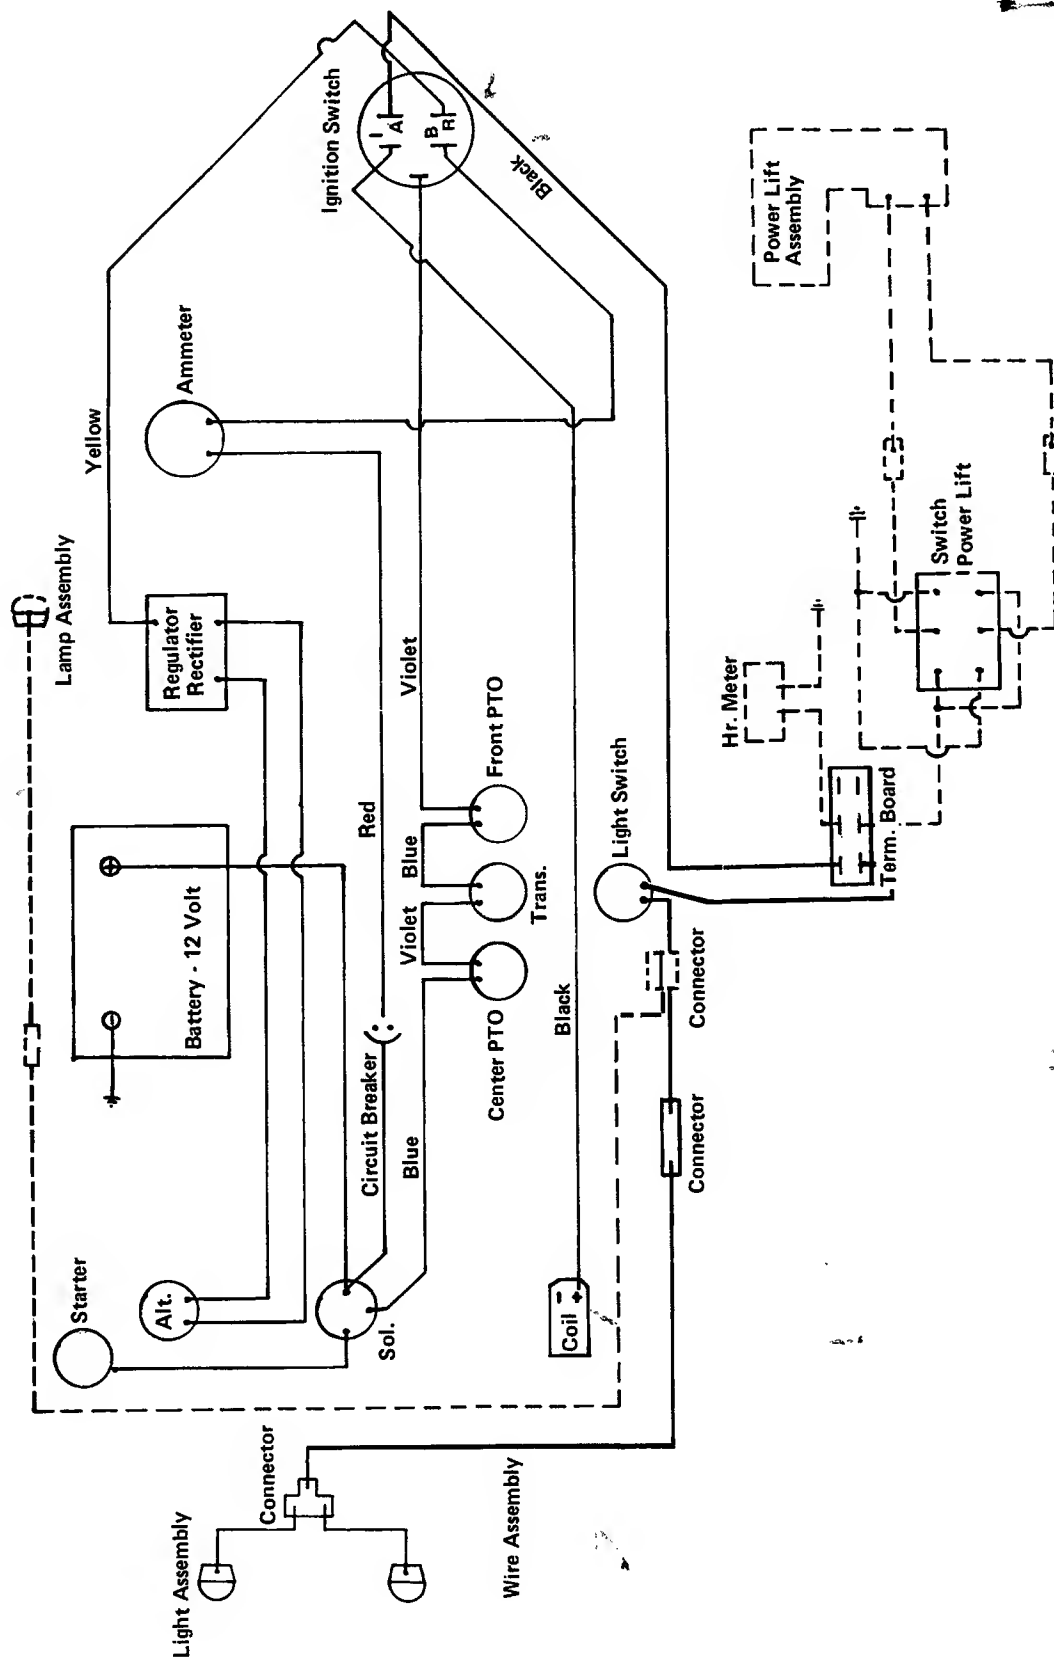 Lamp Assembly
Yellow
Ammeter
Ignition Switch
I
A
B
R
Black
Regulator
Rectifier
Battery - 12 Volt
Starter
Alt.
Sol.
Circuit Breaker
Red
Violet
Blue
Violet
Blue
Front PTO
Trans.
Center PTO
Black
Coil
- +
Light Switch
Connector
Connector
Connector
Light Assembly
Wire Assembly
Term. Board
Hr. Meter
Switch
Power Lift
Power Lift
Assembly